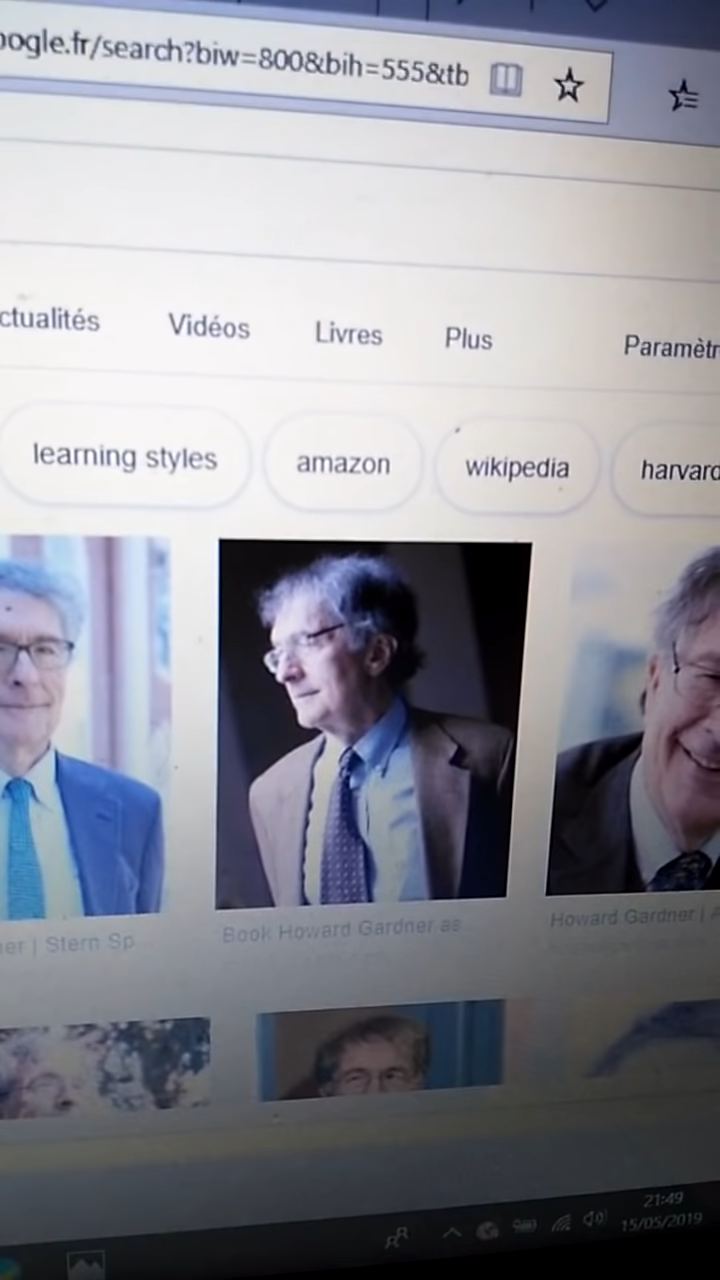 oogle.fr/search?biw=800&bih=555&tb
ctualités Vidéos Livres Plus Paramètr
learning styles amazon wikipedia harvard
er | Stern Sp Book Howard Gardner as Howard Gardner | A
21:49
15/05/2019